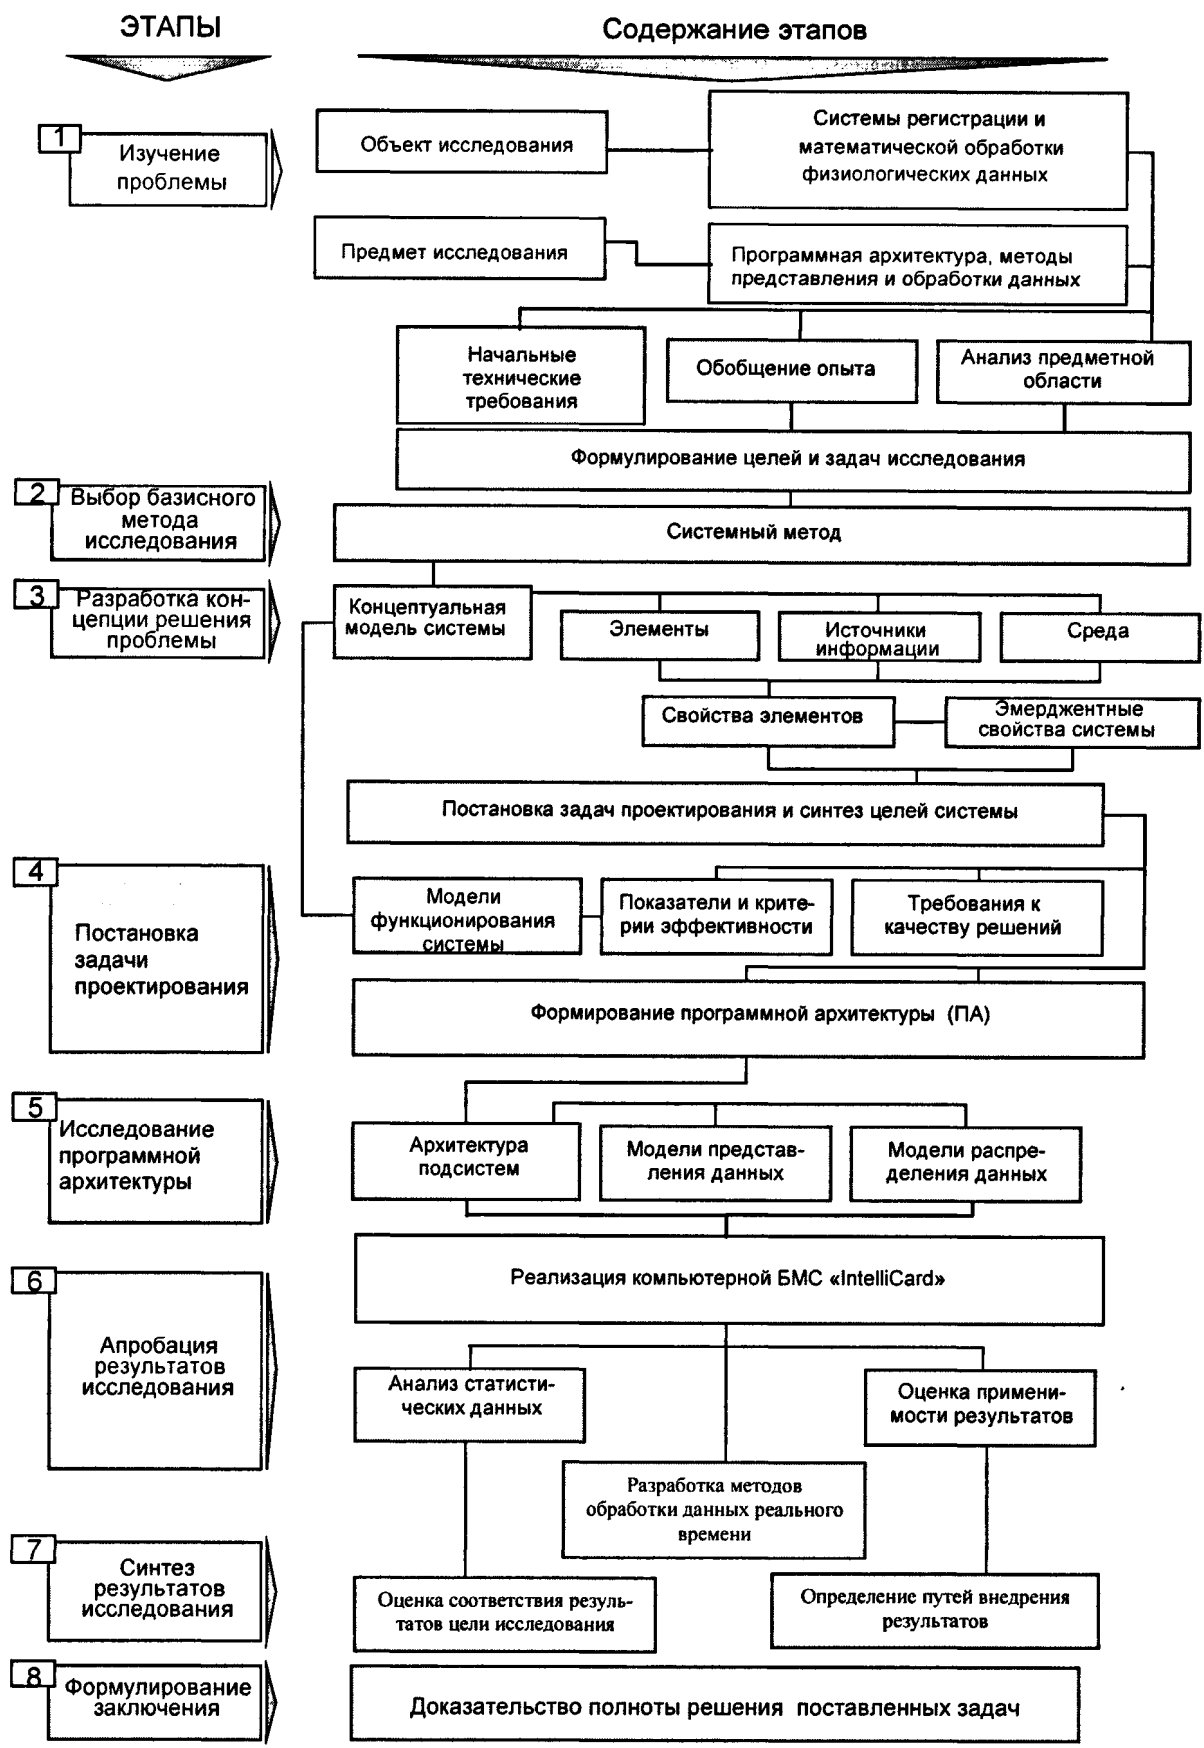 ЭТАПЫ
Содержание этапов
1
Изучение
проблемы
Объект исследования
Системы регистрации и
математической обработки
физиологических данных
Предмет исследования
Программная архитектура, методы
представления и обработки данных
Начальные
технические
требования
Обобщение опыта
Анализ предметной
области
Формулирование целей и задач исследования
2
Выбор базисного
метода
исследования
Системный метод
3
Разработка кон-
цепции решения
проблемы
Концептуальная
модель системы
Элементы
Источники
информации
Среда
Свойства элементов
Эмерджентные
свойства системы
Постановка задач проектирования и синтез целей системы
4
Постановка
задачи
проектирования
Модели
функционирования
системы
Показатели и крите-
рии эффективности
Требования к
качеству решений
Формирование программной архитектуры (ПА)
5
Исследование
программной
архитектуры
Архитектура
подсистем
Модели представ-
ления данных
Модели распре-
деления данных
Реализация компьютерной БМС «IntelliCard»
6
Апробация
результатов
исследования
Анализ статисти-
ческих данных
Оценка примени-
мости результатов
Разработка методов
обработки данных реального
времени
7
Синтез
результатов
исследования
Оценка соответствия резуль-
татов цели исследования
Определение путей внедрения
результатов
8
Формулирование
заключения
Доказательство полноты решения поставленных задач